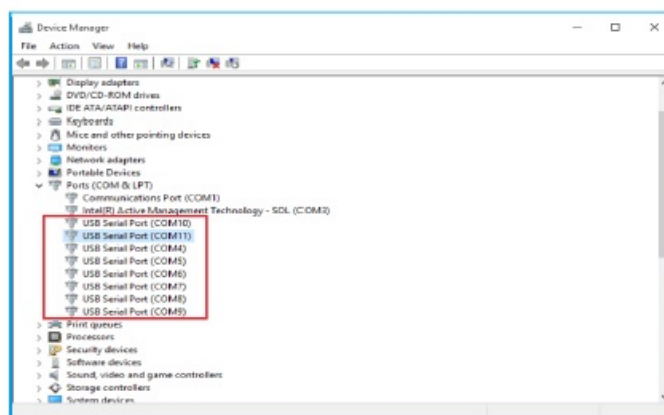 Device Manager
File Action View Help
Display adapters
DVD/CD-ROM drives
IDE ATA/ATAPI controllers
Keyboards
Mice and other pointing devices
Monitors
Network adapters
Portable Devices
Ports (COM & LPT)
Communications Port (COM1)
Intel(R) Active Management Technology - SOL (COM3)
USB Serial Port (COM10)
USB Serial Port (COM11)
USB Serial Port (COM4)
USB Serial Port (COM5)
USB Serial Port (COM6)
USB Serial Port (COM7)
USB Serial Port (COM8)
USB Serial Port (COM9)
Print queues
Processors
Security devices
Software devices
Sound, video and game controllers
Storage controllers
System devices